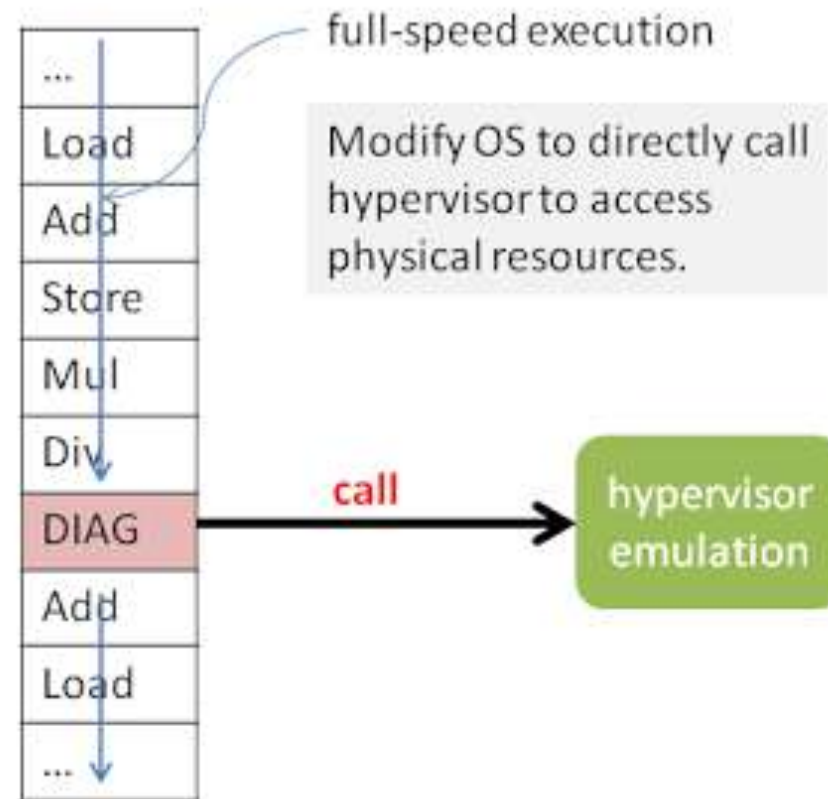 full-speed execution
...
Load
Add
Store
Mul
Div
DIAG
Add
Load
...
Modify OS to directly call
hypervisor to access
physical resources.
call
hypervisor
emulation